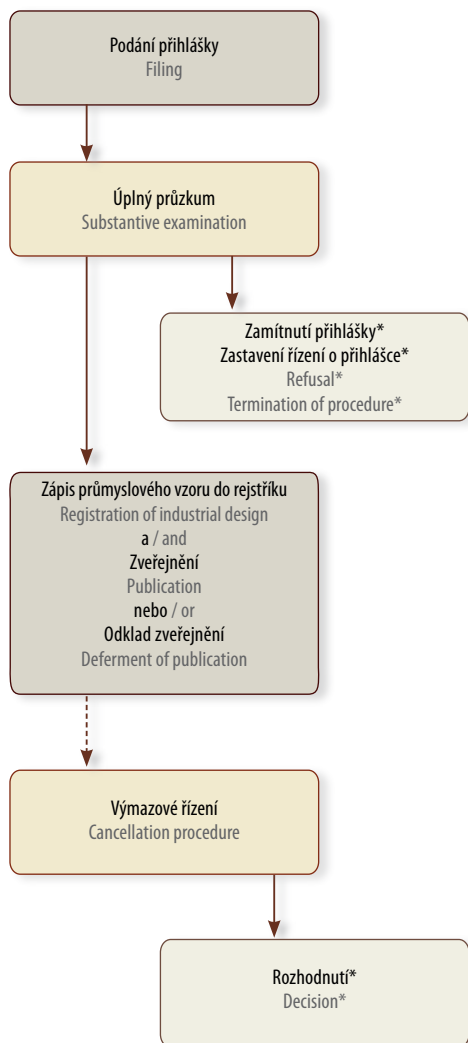 Podání přihlášky
Filing
Úplný průzkum
Substantive examination
Zamítnutí přihlášky*
Zastavení řízení o přihlášce*
Refusal*
Termination of procedure*
Zápis průmyslového vzoru do rejstříku
Registration of industrial design
a / and
Zveřejnění
Publication
nebo / or
Odklad zveřejnění
Deferment of publication
Výmazové řízení
Cancellation procedure
Rozhodnutí*
Decision*